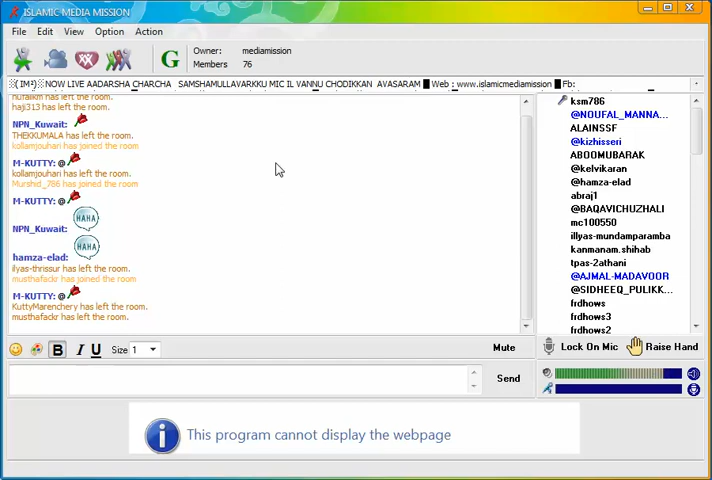 ISLAMIC MEDIA MISSION
File Edit View Option Action
G
Owner: mediamission
Members 76
NOW LIVE AADARSHA CHARCHA SAMSHAMULLAVARKKU MIC IL VANNU CHODIKKAN AVASARAM Web : www.islamicmediamission Fb:
has left the room.
haji313 has left the room.
NPN_Kuwait:
THEKKUMALA has left the room.
kollamjouhari has joined the room
M-KUTTY: @
kollamjouhari has left the room.
Murshid_786 has joined the room
M-KUTTY: @
HAHA
NPN_Kuwait:
HAHA
hamza-elad:
ilyas-thrissur has left the room.
musthafackr has joined the room
M-KUTTY: @
KuttyMarenchery has left the room.
musthafackr has left the room.
ksm786
@NOUFAL_MANNA...
ALAINSSF
@kizhisseri
ABOOMUBARAK
@kelvikaran
@hamza-elad
abraj1
@BAQAVICHUZHALI
mc100550
illyas-mundamparamba
kanmanam.shihab
tpas-2athani
@AJMAL-MADAVOOR
@SIDHEEQ_PULIKK...
frdhows
frdhows3
frdhows2
B I U Size 1 Mute
Lock On Mic Raise Hand
Send
This program cannot display the webpage